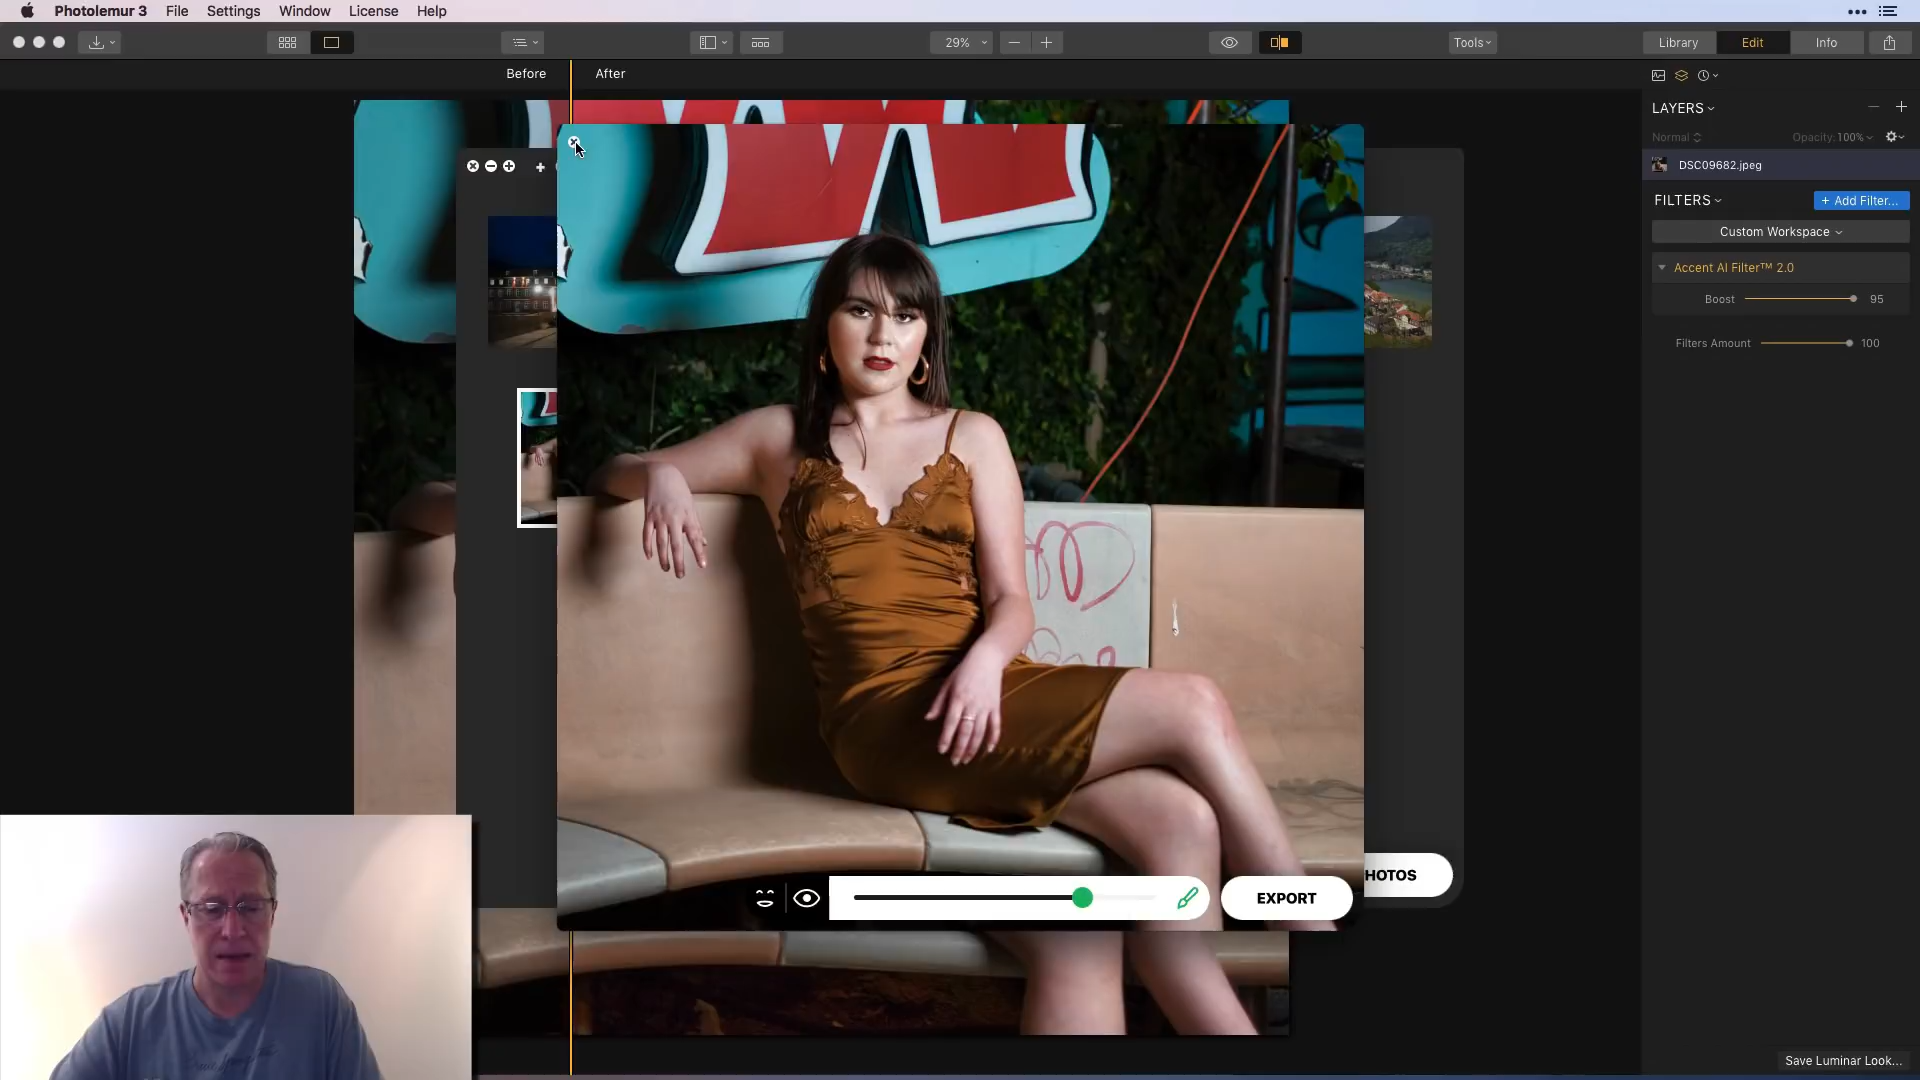 Photolemur 3 File Settings Window License Help
29%
Tools
Library Edit Info
Before After
LAYERS
Normal Opacity: 100%
DSC09682.jpeg
FILTERS + Add Filter...
Custom Workspace
Accent AI Filter™ 2.0
Boost 95
Filters Amount 100
HOTOS
EXPORT
Save Luminar Look...